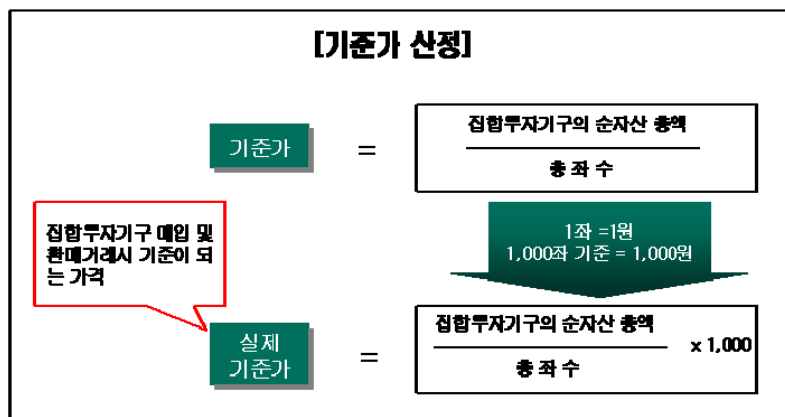 [기준가 산정]
기준가
=
집합투자기구의 순자산 총액
총 좌 수
1좌 =1원
1,000좌 기준 = 1,000원
집합투자기구 매입 및
환매거래시 기준이 되
는 가격
실제
기준가
=
집합투자기구의 순자산 총액
총 좌 수
x 1,000